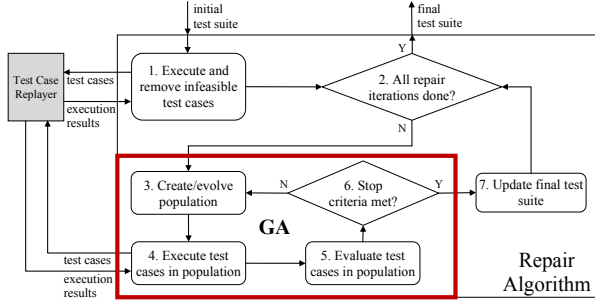 initial
test suite
final
test suite
Test Case
Replayer
test cases
execution
results
1. Execute and
remove infeasible
test cases
Y
2. All repair
iterations done?
N
3. Create/evolve
population
N
6. Stop
criteria met?
Y
7. Update final test
suite
GA
4. Execute test
cases in population
5. Evaluate test
cases in population
test cases
execution
results
Repair
Algorithm